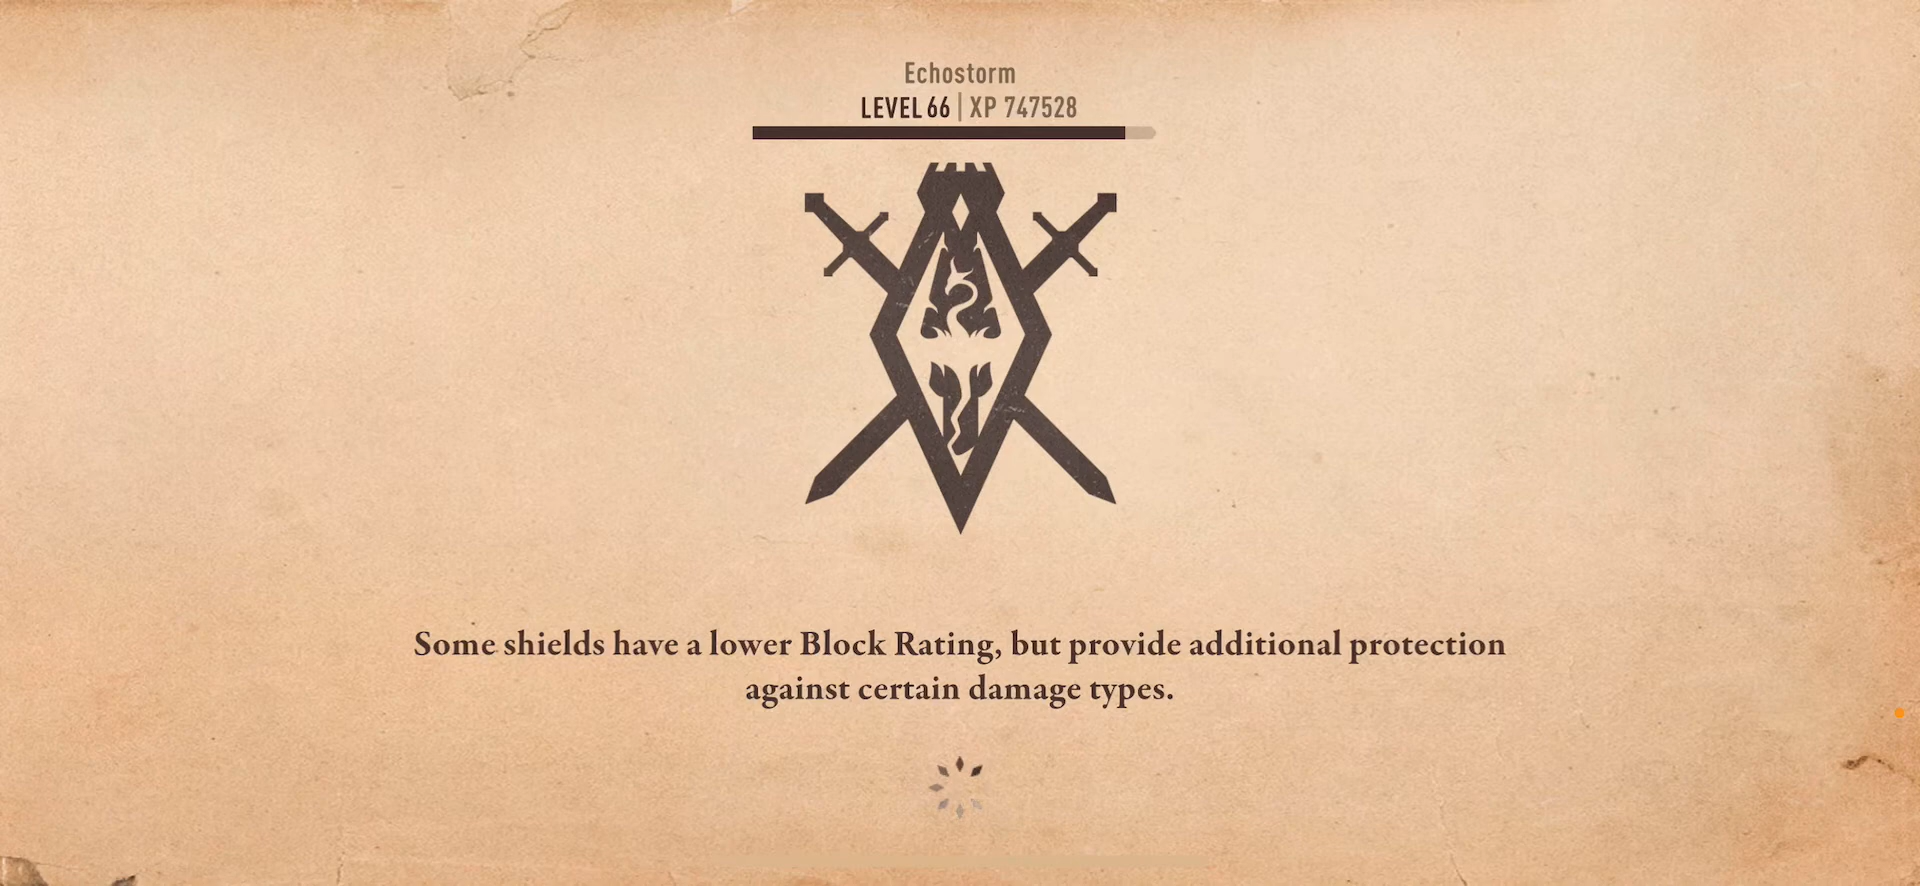 Echostorm
LEVEL 66 | XP 747528
Some shields have a lower Block Rating, but provide additional protection
against certain damage types.